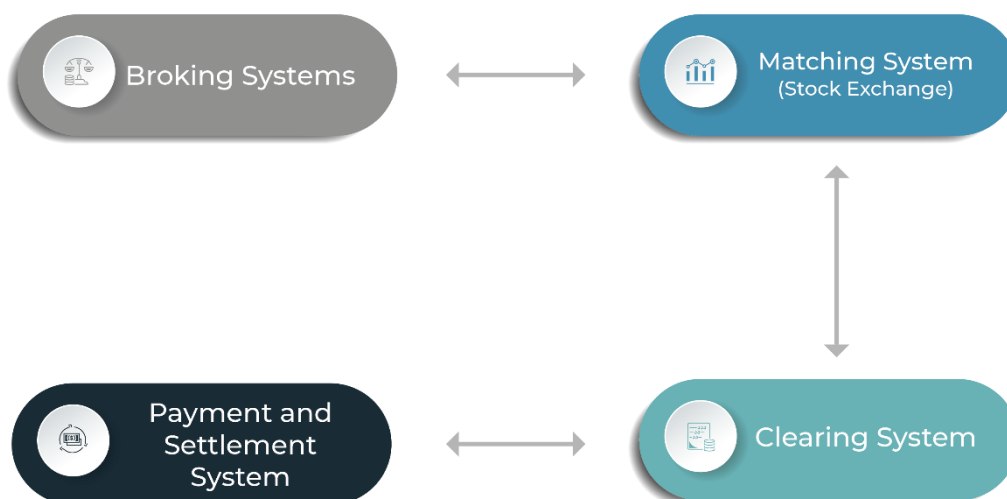 Broking Systems
Matching System
(Stock Exchange)
Payment and
Settlement
System
Clearing System